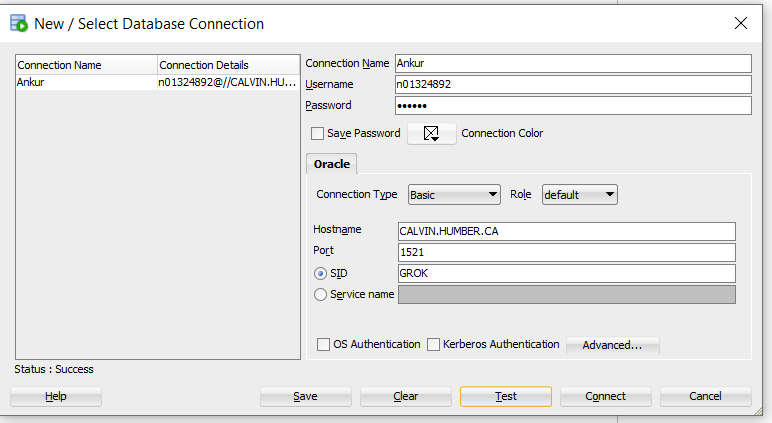 New / Select Database Connection
Connection Name Connection Details
Ankur n01324892@//CALVIN.HU...
Connection Name Ankur
Username n01324892
Password ••••••
Save Password Connection Color
Oracle
Connection Type Basic Role default
Hostname CALVIN.HUMBER.CA
Port 1521
SID GROK
Service name
OS Authentication Kerberos Authentication Advanced...
Status : Success
Help Save Clear Test Connect Cancel